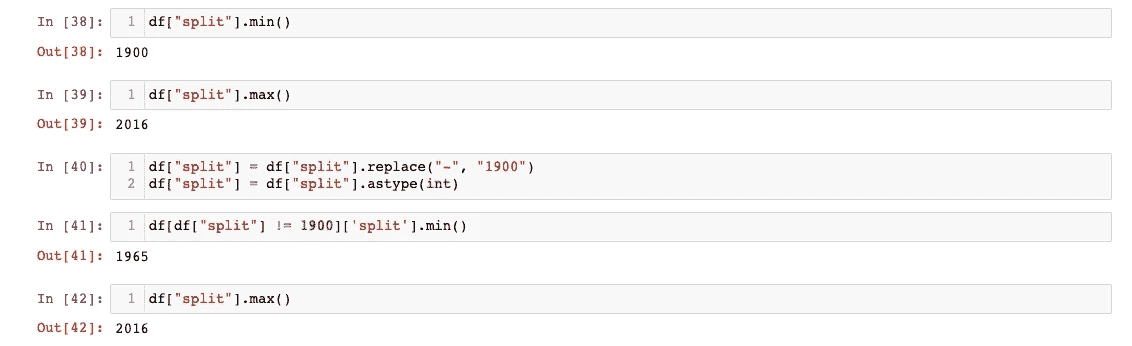 In [38]: 1 df["split"].min()
Out[38]: 1900
In [39]: 1 df["split"].max()
Out[39]: 2016
In [40]: 1 df["split"] = df["split"].replace("-", "1900")
2 df["split"] = df["split"].astype(int)
In [41]: 1 df[df["split"] != 1900]['split'].min()
Out[41]: 1965
In [42]: 1 df["split"].max()
Out[42]: 2016